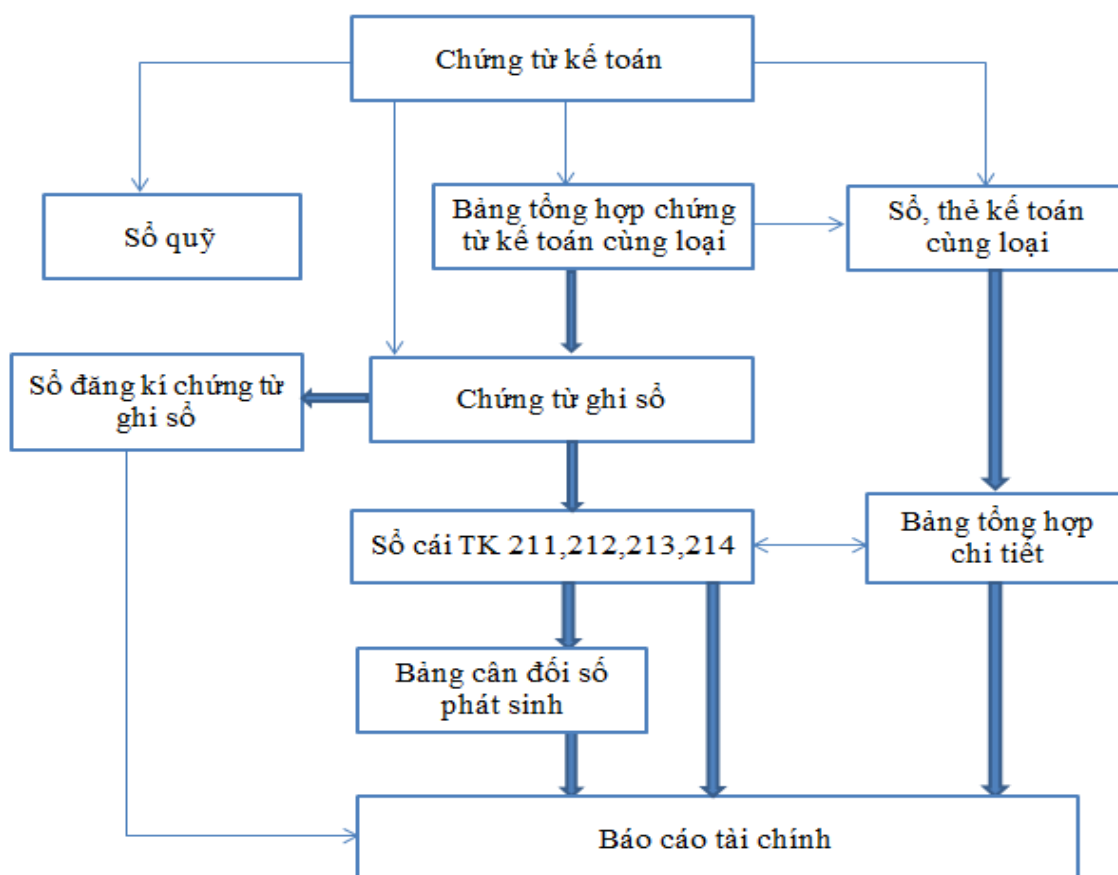 Chứng từ kế toán
Sổ quỹ
Bảng tổng hợp chứng
từ kế toán cùng loại
Sổ, thẻ kế toán
cùng loại
Sổ đăng kí chứng từ
ghi sổ
Chứng từ ghi sổ
Sổ cái TK 211,212,213,214
Bảng tổng hợp
chi tiết
Bảng cân đối số
phát sinh
Báo cáo tài chính